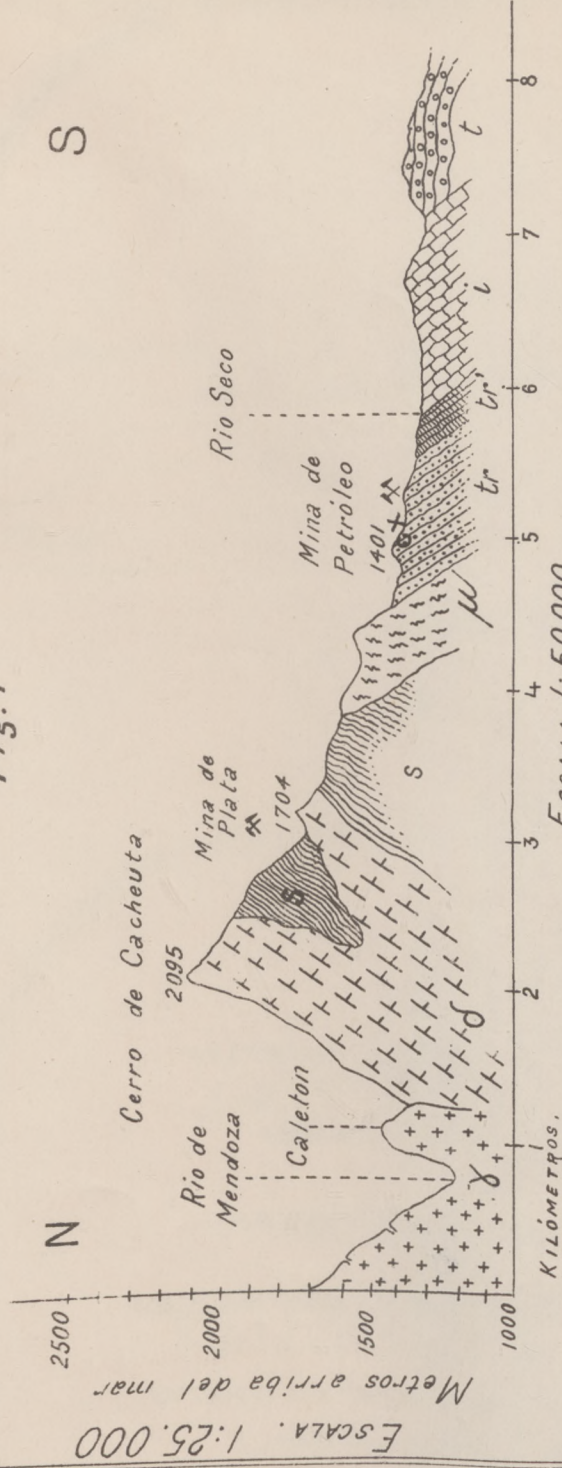 N
S
Cerro de Cacheuta
2095
Mina de
Plata
1704
Rio de
Mendoza
Caleton
Mina de
Petróleo
1401
Rio Seco
2500
2000
1500
1000
Metros arriba del mar
ESCALA. 1:25.000
γ
δ
S
S
μ
tr
tr'
i
t
2
3
4
5
6
7
8
KILÓMETROS.